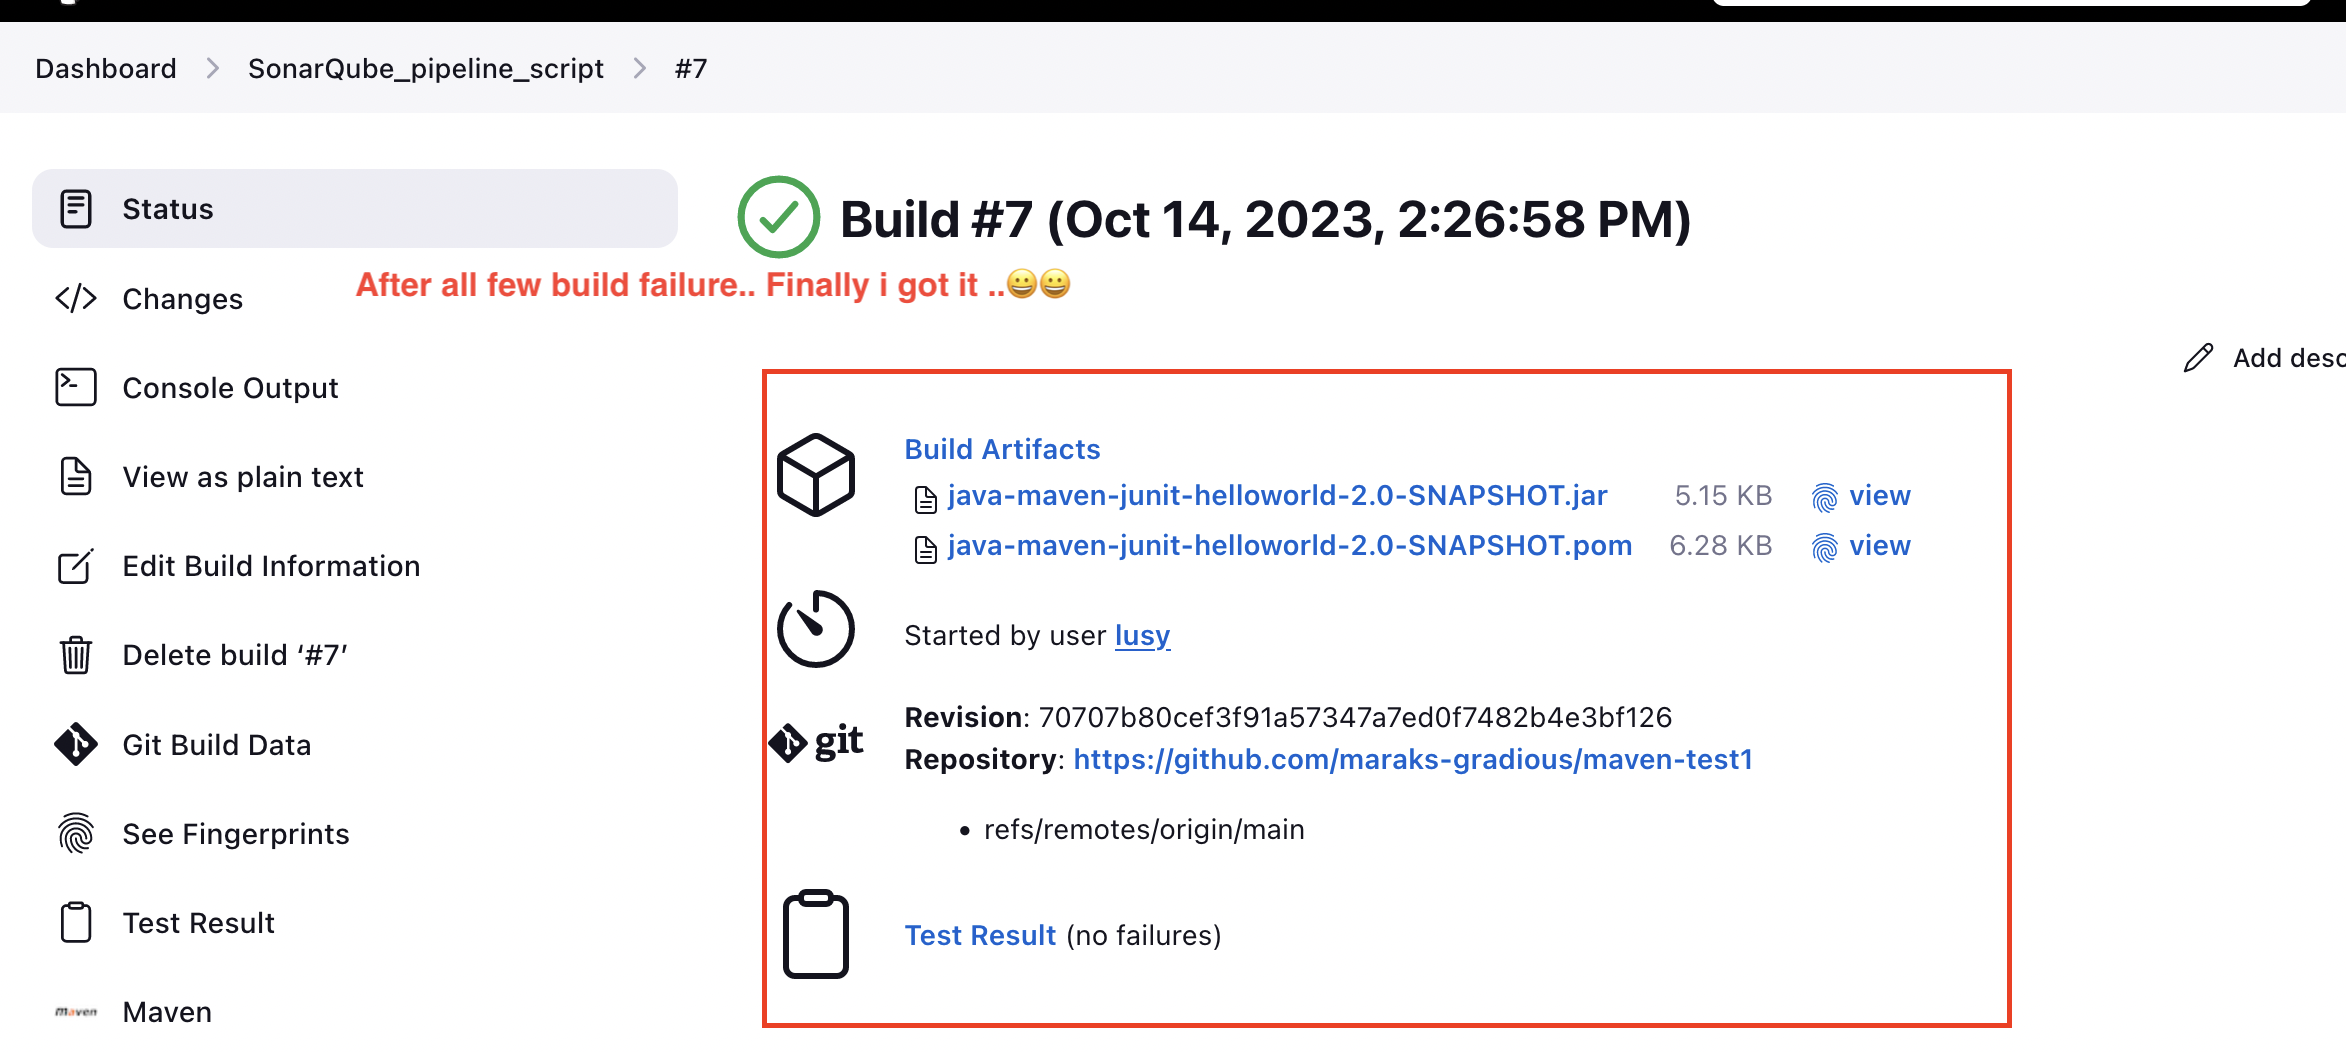 Dashboard > SonarQube_pipeline_script > #7
Status
Changes
Console Output
View as plain text
Edit Build Information
Delete build ‘#7’
Git Build Data
See Fingerprints
Test Result
Maven
Build #7 (Oct 14, 2023, 2:26:58 PM)
After all few build failure.. Finally i got it ..😀😀
Add desc
Build Artifacts
java-maven-junit-helloworld-2.0-SNAPSHOT.jar 5.15 KB view
java-maven-junit-helloworld-2.0-SNAPSHOT.pom 6.28 KB view
Started by user lusy
git
Revision: 70707b80cef3f91a57347a7ed0f7482b4e3bf126
Repository: https://github.com/maraks-gradious/maven-test1
• refs/remotes/origin/main
Test Result (no failures)